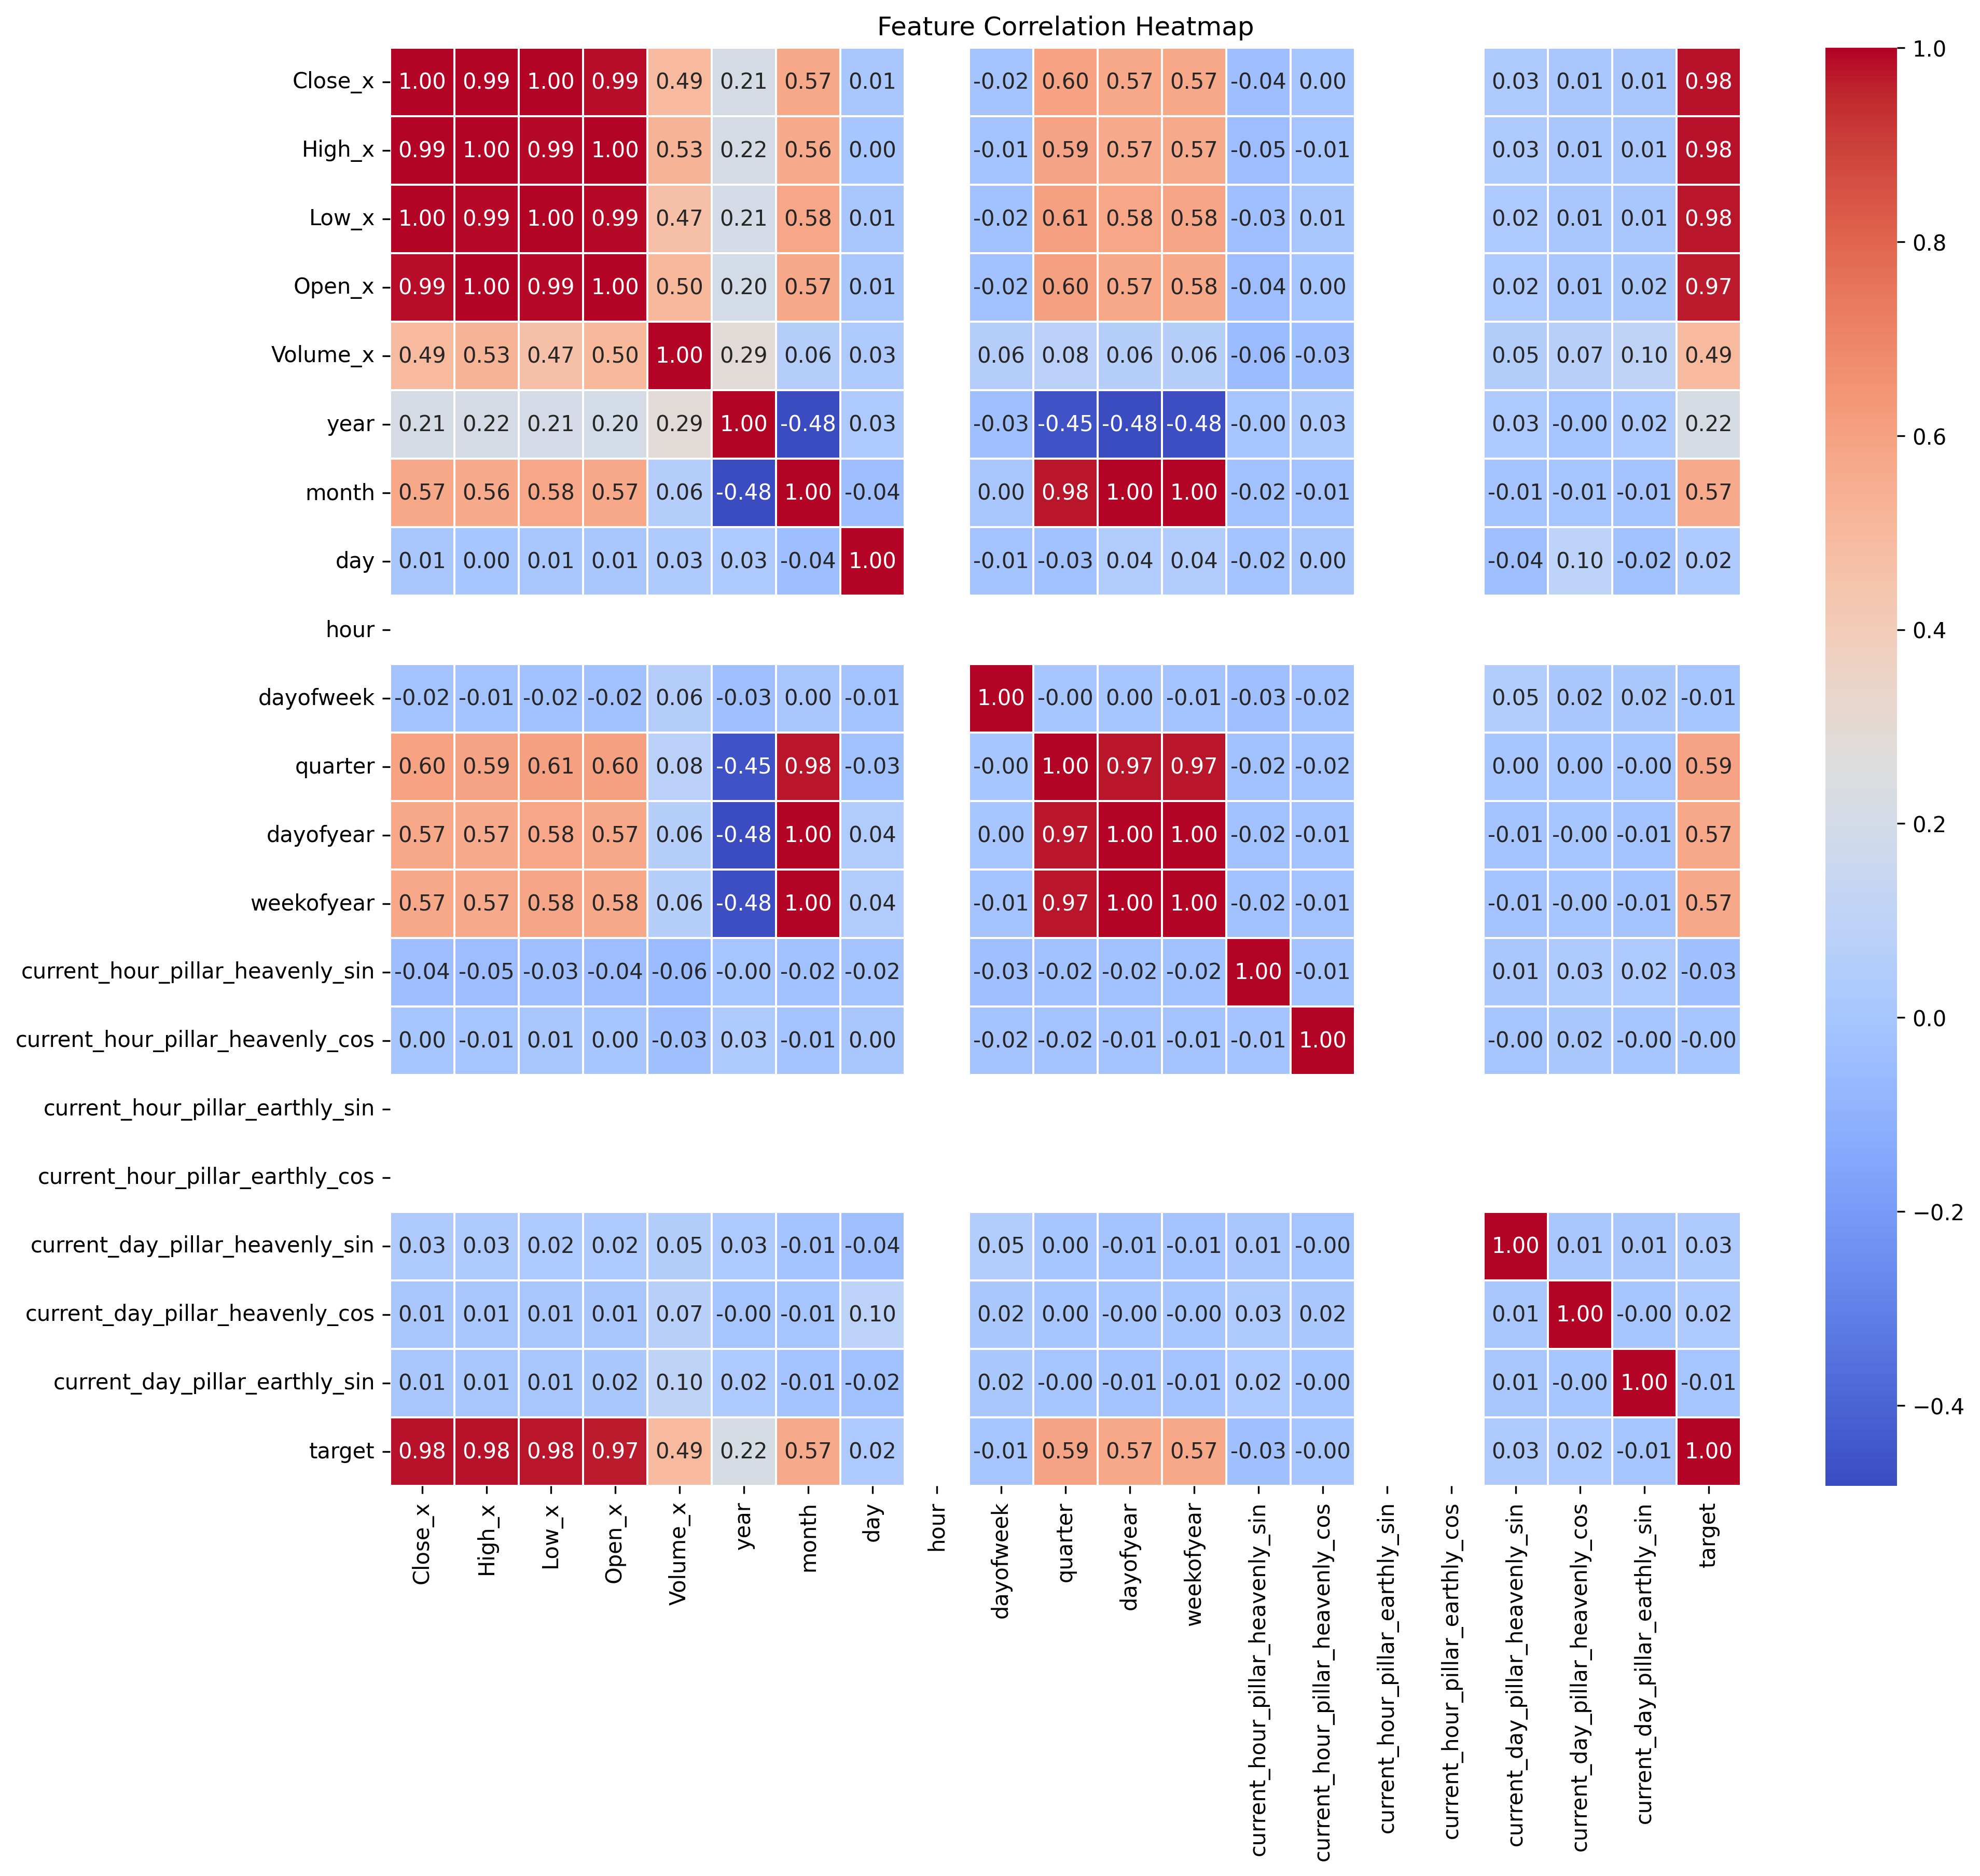 Feature Correlation Heatmap
Close_x 1.00 0.99 1.00 0.99 0.49 0.21 0.57 0.01 -0.02 0.60 0.57 0.57 -0.04 0.00 0.03 0.01 0.01 0.98
High_x 0.99 1.00 0.99 1.00 0.53 0.22 0.56 0.00 -0.01 0.59 0.57 0.57 -0.05 -0.01 0.03 0.01 0.01 0.98
Low_x 1.00 0.99 1.00 0.99 0.47 0.21 0.58 0.01 -0.02 0.61 0.58 0.58 -0.03 0.01 0.02 0.01 0.01 0.98
Open_x 0.99 1.00 0.99 1.00 0.50 0.20 0.57 0.01 -0.02 0.60 0.57 0.58 -0.04 0.00 0.02 0.01 0.02 0.97
Volume_x 0.49 0.53 0.47 0.50 1.00 0.29 0.06 0.03 0.06 0.08 0.06 0.06 -0.06 -0.03 0.05 0.07 0.10 0.49
year 0.21 0.22 0.21 0.20 0.29 1.00 -0.48 0.03 -0.03 -0.45 -0.48 -0.48 -0.00 0.03 0.03 -0.00 0.02 0.22
month 0.57 0.56 0.58 0.57 0.06 -0.48 1.00 -0.04 0.00 0.98 1.00 1.00 -0.02 -0.01 -0.01 -0.01 -0.01 0.57
day 0.01 0.00 0.01 0.01 0.03 0.03 -0.04 1.00 -0.01 -0.03 0.04 0.04 -0.02 0.00 -0.04 0.10 -0.02 0.02
hour
dayofweek -0.02 -0.01 -0.02 -0.02 0.06 -0.03 0.00 -0.01 1.00 -0.00 0.00 -0.01 -0.03 -0.02 0.05 0.02 0.02 -0.01
quarter 0.60 0.59 0.61 0.60 0.08 -0.45 0.98 -0.03 -0.00 1.00 0.97 0.97 -0.02 -0.02 0.00 0.00 -0.00 0.59
dayofyear 0.57 0.57 0.58 0.57 0.06 -0.48 1.00 0.04 0.00 0.97 1.00 1.00 -0.02 -0.01 -0.01 -0.00 -0.01 0.57
weekofyear 0.57 0.57 0.58 0.58 0.06 -0.48 1.00 0.04 -0.01 0.97 1.00 1.00 -0.02 -0.01 -0.01 -0.00 -0.01 0.57
current_hour_pillar_heavenly_sin -0.04 -0.05 -0.03 -0.04 -0.06 -0.00 -0.02 -0.02 -0.03 -0.02 -0.02 -0.02 1.00 -0.01 0.01 0.03 0.02 -0.03
current_hour_pillar_heavenly_cos 0.00 -0.01 0.01 0.00 -0.03 0.03 -0.01 0.00 -0.02 -0.02 -0.01 -0.01 -0.01 1.00 -0.00 0.02 -0.00 -0.00
current_hour_pillar_earthly_sin
current_hour_pillar_earthly_cos
current_day_pillar_heavenly_sin 0.03 0.03 0.02 0.02 0.05 0.03 -0.01 -0.04 0.05 0.00 -0.01 -0.01 0.01 -0.00 1.00 0.01 0.01 0.03
current_day_pillar_heavenly_cos 0.01 0.01 0.01 0.01 0.07 -0.00 -0.01 0.10 0.02 0.00 -0.00 -0.00 0.03 0.02 0.01 1.00 -0.00 0.02
current_day_pillar_earthly_sin 0.01 0.01 0.01 0.02 0.10 0.02 -0.01 -0.02 0.02 -0.00 -0.01 -0.01 0.02 -0.00 0.01 -0.00 1.00 -0.01
target 0.98 0.98 0.98 0.97 0.49 0.22 0.57 0.02 -0.01 0.59 0.57 0.57 -0.03 -0.00 0.03 0.02 -0.01 1.00
Close_x
High_x
Low_x
Open_x
Volume_x
year
month
day
hour
dayofweek
quarter
dayofyear
weekofyear
current_hour_pillar_heavenly_sin
current_hour_pillar_heavenly_cos
current_hour_pillar_earthly_sin
current_hour_pillar_earthly_cos
current_day_pillar_heavenly_sin
current_day_pillar_heavenly_cos
current_day_pillar_earthly_sin
target
1.0
0.8
0.6
0.4
0.2
0.0
−0.2
−0.4